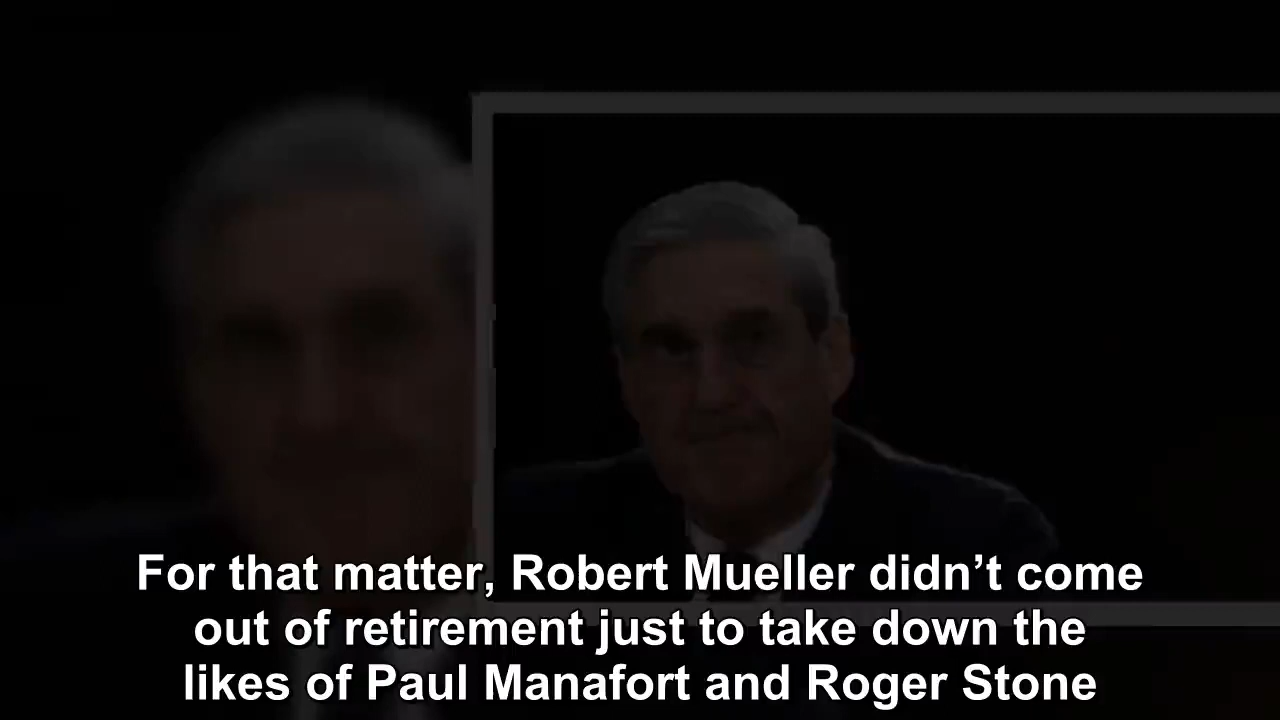 For that matter, Robert Mueller didn’t come
out of retirement just to take down the
likes of Paul Manafort and Roger Stone